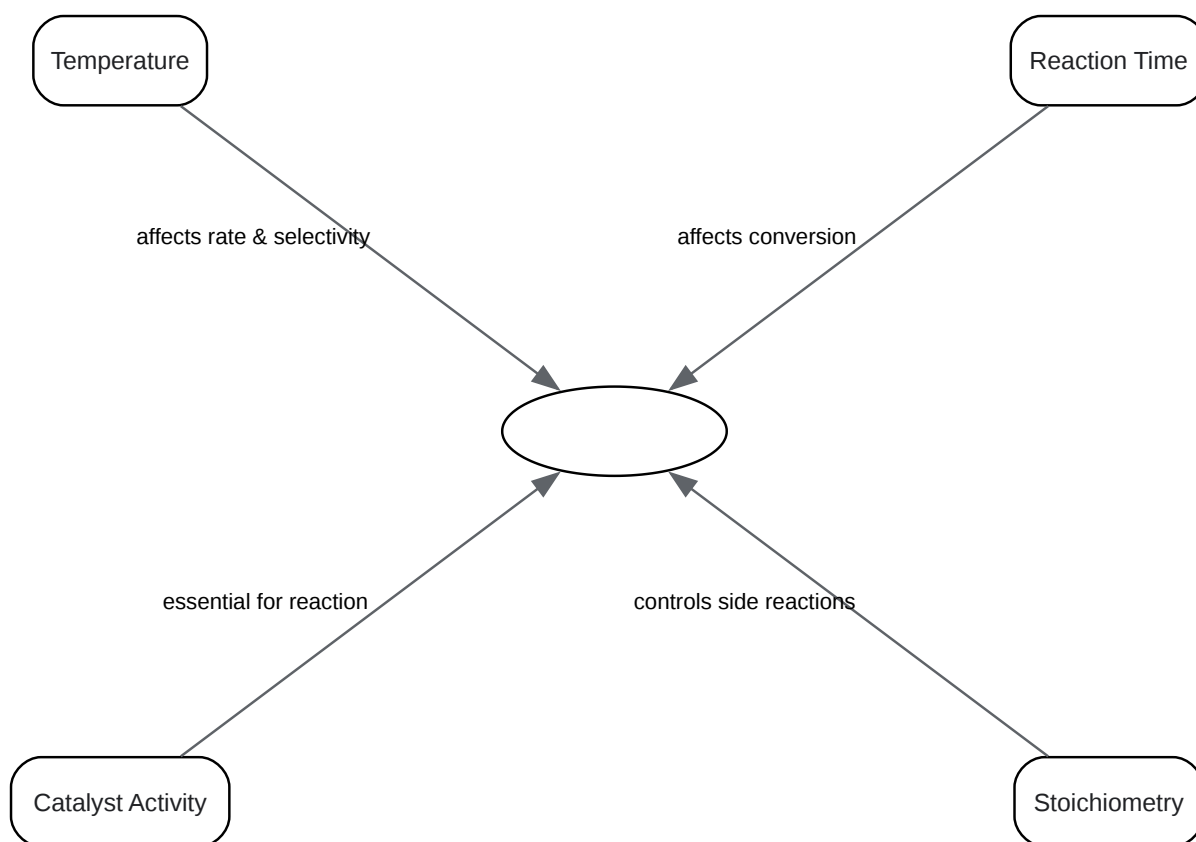 Temperature
Reaction Time
affects rate & selectivity
affects conversion
essential for reaction
controls side reactions
Catalyst Activity
Stoichiometry